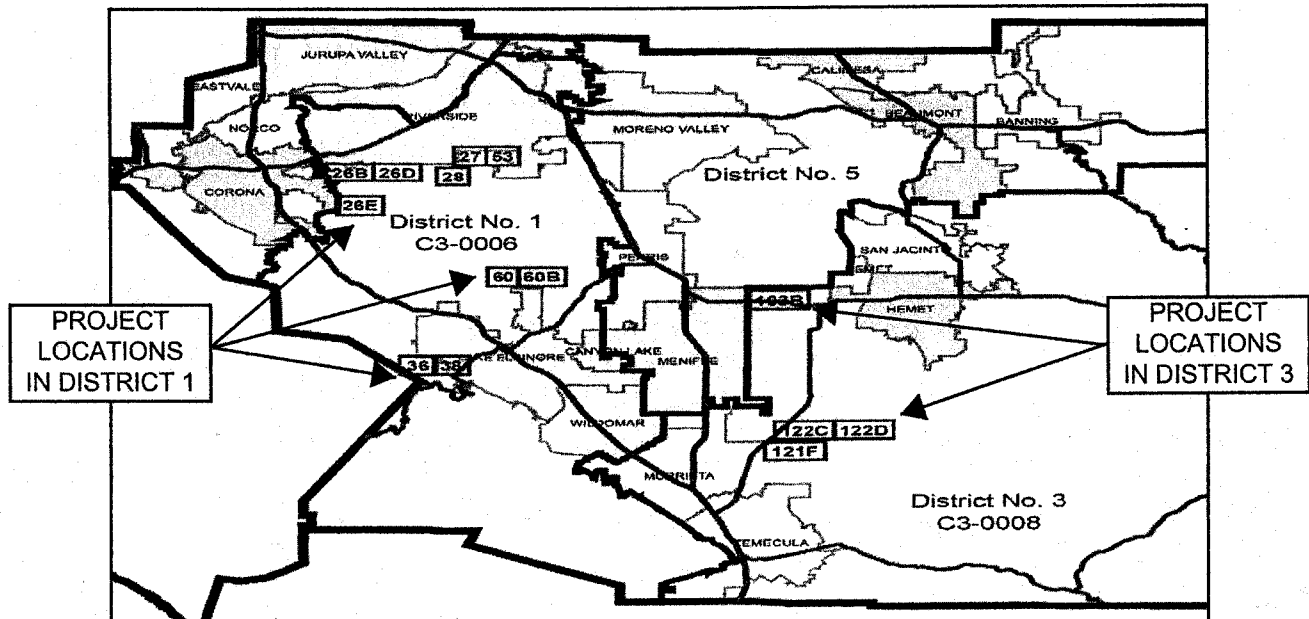 JURUPA VALLEY
EASTVALE
RIVERSIDE
NORCO
CORONA
MORENO VALLEY
CALIMESA
BEAUMONT
BANNING
27 53
26B 26D 28
26E
District No. 5
District No. 1
C3-0006
PERRIS
SAN JACINTO
60 60B
HEMET
PROJECT
LOCATIONS
IN DISTRICT 1
PROJECT
LOCATIONS
IN DISTRICT 3
36 38
CANYON LAKE
MENIFEE
WILDOMAR
122C 122D
121F
MURRIETA
District No. 3
C3-0008
TEMECULA